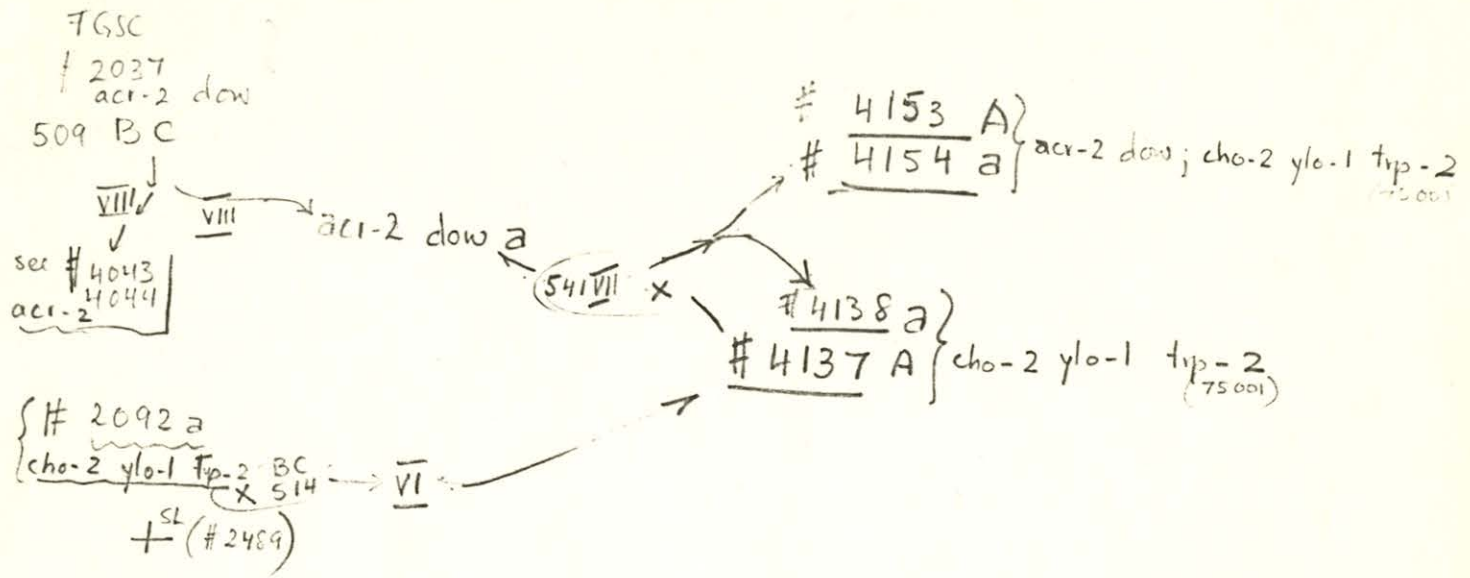 FGSC
# 2037
acr-2 dow
509 BC
VIII
VIII
see # 4043
4044
acr-2
acr-2 dow a
541 VII ×
# 4153 A
# 4154 a
acr-2 dow; cho-2 ylo-1 trp-2
(75001)
# 4138 a
# 4137 A
cho-2 ylo-1 trp-2
(75001)
# 2092 a
cho-2 ylo-1 Trp-2 BC
× 514
VI
+ SL (#2489)